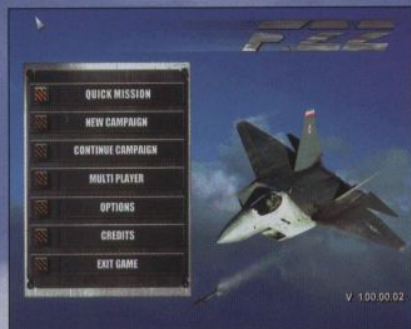 F-22
QUICK MISSION
NEW CAMPAIGN
CONTINUE CAMPAIGN
MULTI PLAYER
OPTIONS
CREDITS
EXIT GAME
V 1.00.00.02